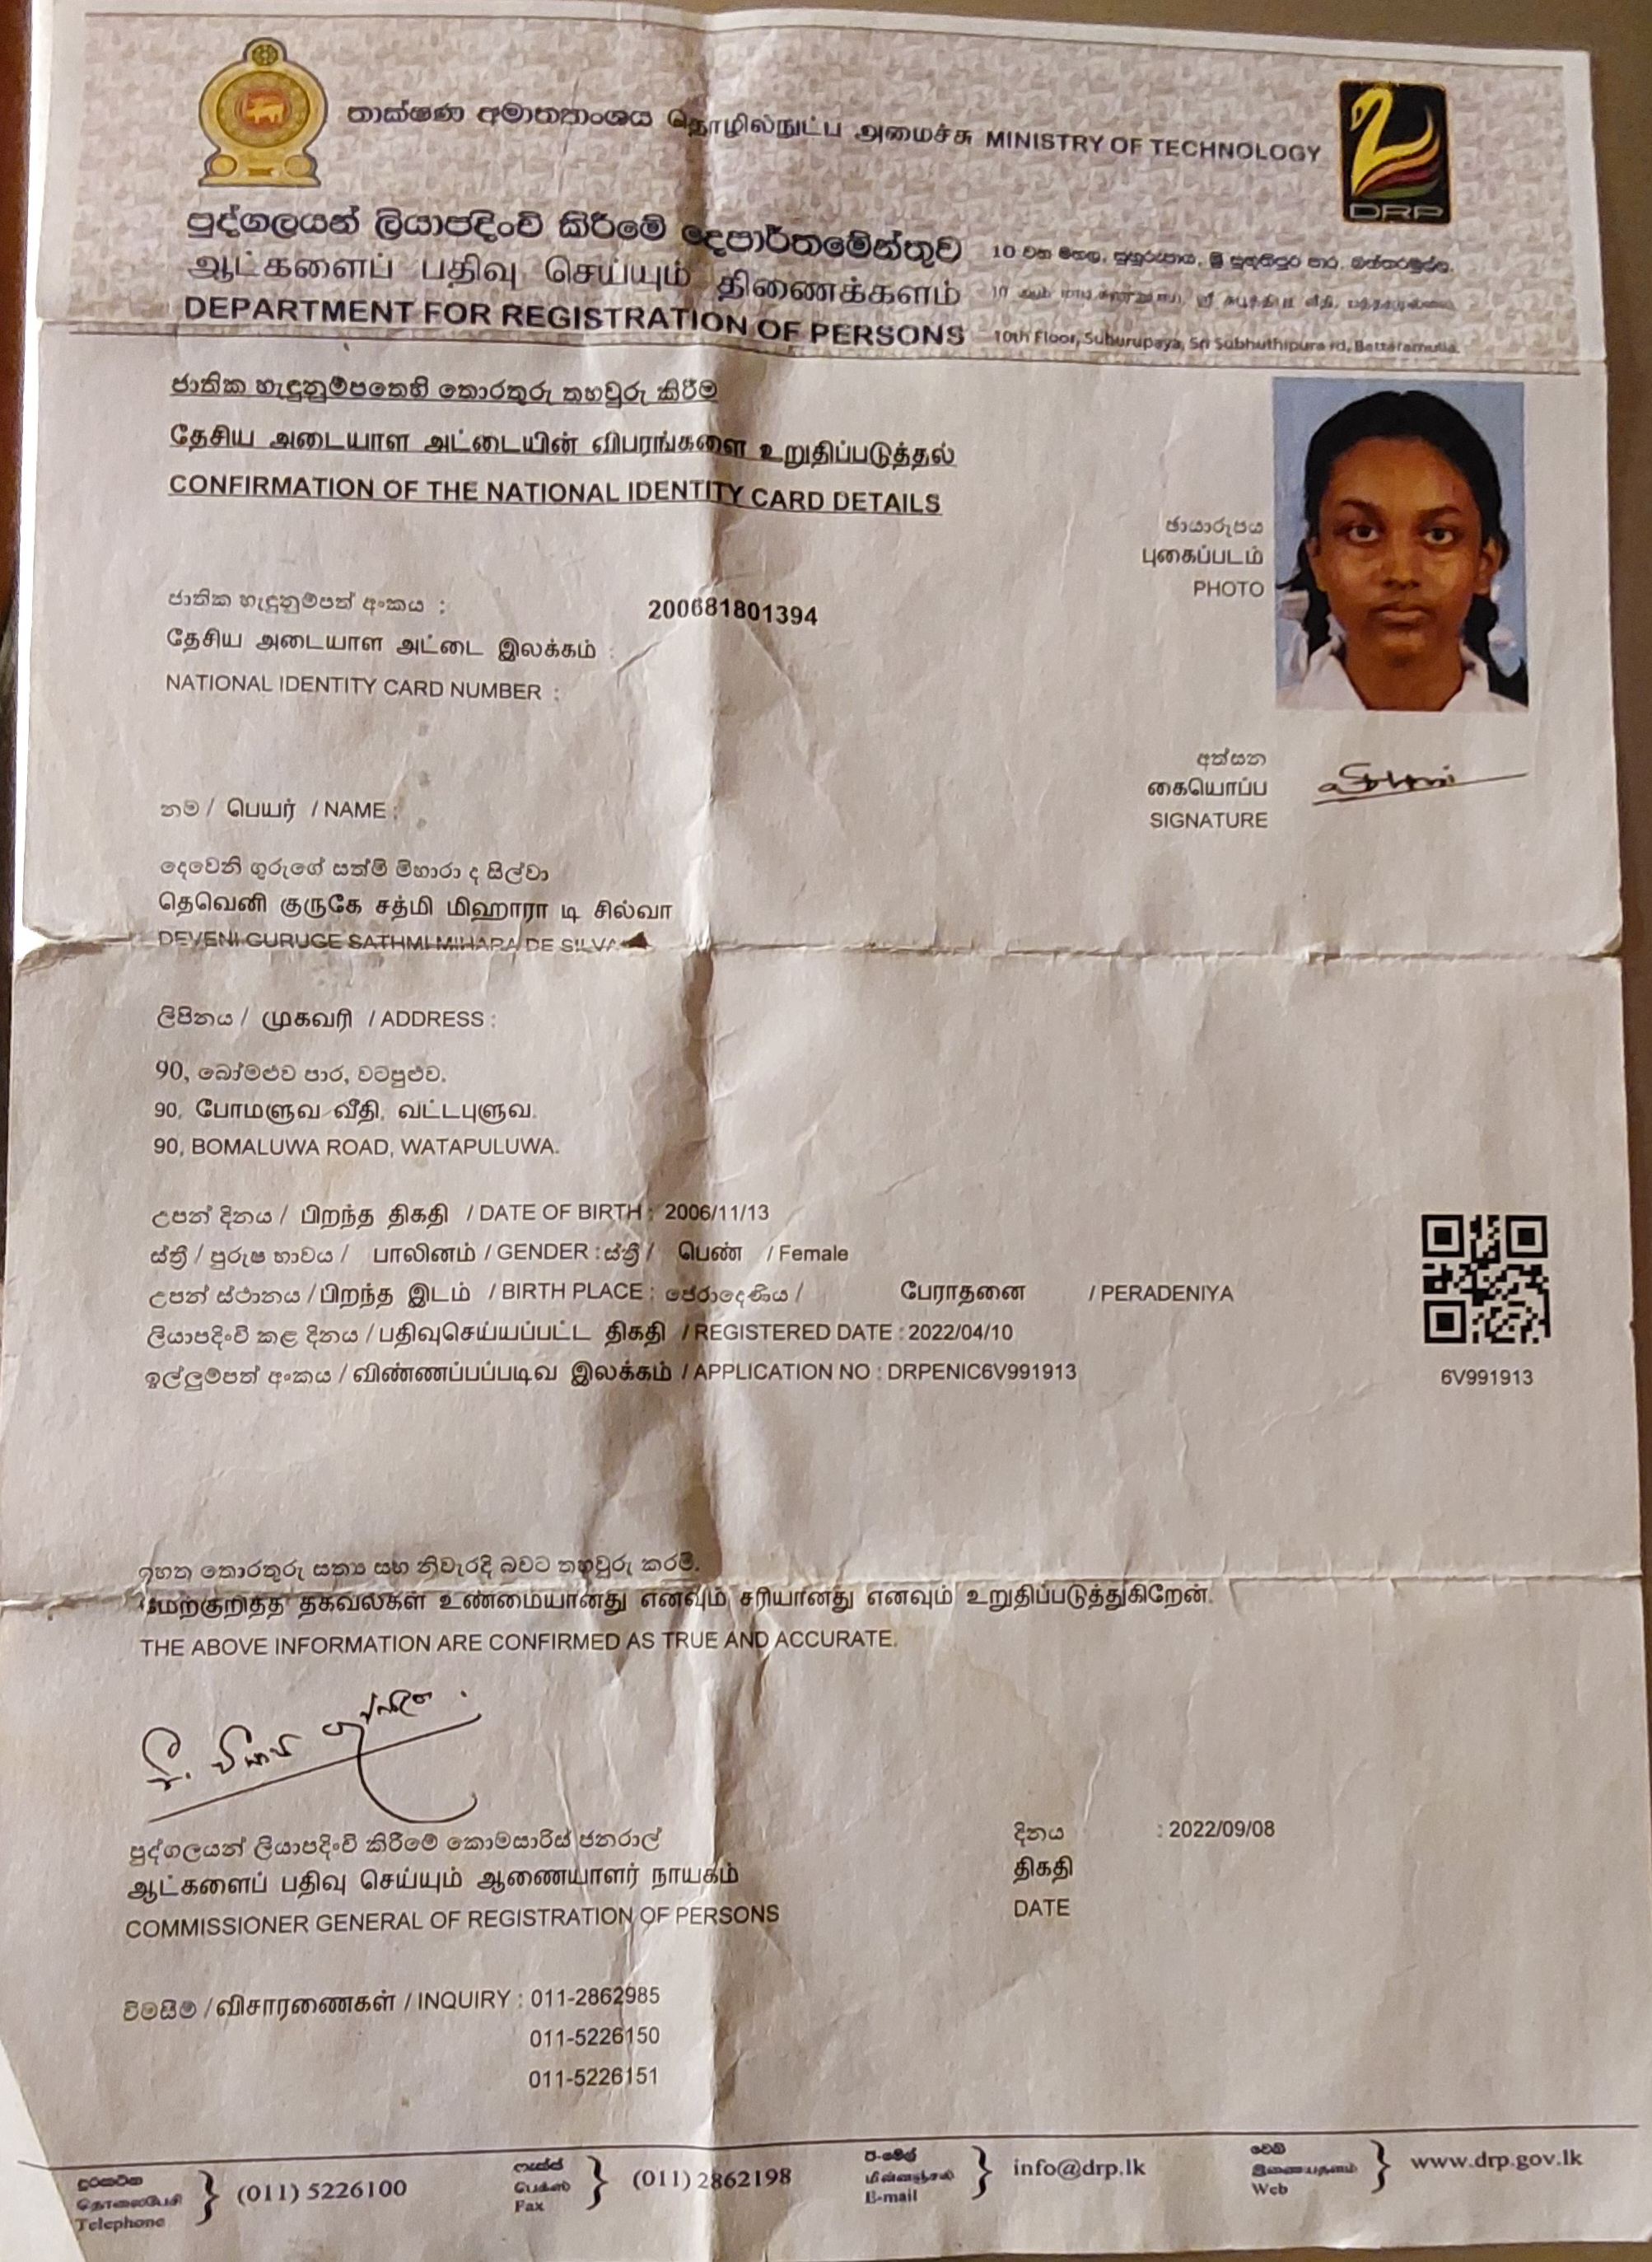 තාක්ෂණ අමාත්‍යාංශය தொழில்நுட்ப அமைச்சு MINISTRY OF TECHNOLOGY
DRP
පුද්ගලයන් ලියාපදිංචි කිරීමේ දෙපාර්තමේන්තුව
ஆட்களைப் பதிவு செய்யும் திணைக்களம்
DEPARTMENT FOR REGISTRATION OF PERSONS
10 වන මහල, සුහුරුපාය, ශ්‍රී සුභූතිපුර පාර, බත්තරමුල්ල.
10th Floor, Suhurupaya, Sri Subhuthipura rd, Battaramulla.
ජාතික හැඳුනුම්පතෙහි තොරතුරු තහවුරු කිරීම
தேசிய அடையாள அட்டையின் விபரங்களை உறுதிப்படுத்தல்
CONFIRMATION OF THE NATIONAL IDENTITY CARD DETAILS
ඡායාරූපය
புகைப்படம்
PHOTO
ජාතික හැඳුනුම්පත් අංකය : 200681801394
தேசிய அடையாள அட்டை இலக்கம் :
NATIONAL IDENTITY CARD NUMBER :
අත්සන
கையொப்ப
SIGNATURE
නම / பெயர் / NAME :
දෙවෙනි ගුරුගේ සත්මි මිහාරා ද සිල්වා
தெவெனி குருகே சத்மி மிஹாரா டி சில்வா
DEVENI GURUGE SATHMI MIHARA DE SILVA
ලිපිනය / முகவரி / ADDRESS :
90, බෝමළුව පාර, වටපුළුව.
90, போமளுவ வீதி, வட்டபுளுவ.
90, BOMALUWA ROAD, WATAPULUWA.
උපන් දිනය / பிறந்த திகதி / DATE OF BIRTH : 2006/11/13
ස්ත්‍රී / පුරුෂ භාවය / பாலினம் / GENDER : ස්ත්‍රී / பெண் / Female
උපන් ස්ථානය / பிறந்த இடம் / BIRTH PLACE : පේරාදෙණිය / பேராதனை / PERADENIYA
ලියාපදිංචි කළ දිනය / பதிவுசெய்யப்பட்ட திகதி / REGISTERED DATE : 2022/04/10
ඉල්ලුම්පත් අංකය / விண்ணப்பப்படிவ இலக்கம் / APPLICATION NO : DRPENIC6V991913
6V991913
ඉහත තොරතුරු සත්‍ය සහ නිවැරදි බවට තහවුරු කරමි.
மேற்குறித்த தகவல்கள் உண்மையானது எனவும் சரியானது எனவும் உறுதிப்படுத்துகிறேன்.
THE ABOVE INFORMATION ARE CONFIRMED AS TRUE AND ACCURATE.
පුද්ගලයන් ලියාපදිංචි කිරීමේ කොමසාරිස් ජනරාල්
ஆட்களைப் பதிவு செய்யும் ஆணையாளர் நாயகம்
COMMISSIONER GENERAL OF REGISTRATION OF PERSONS
දිනය : 2022/09/08
திகதி
DATE
විමසීම / விசாரணைகள் / INQUIRY : 011-2862985
011-5226150
011-5226151
දුරකථන
தொலைபேசி
Telephone
(011) 5226100
ෆැක්ස්
பெக்ஸ்
Fax
(011) 2862198
ඊ-මේල්
மின்னஞ்சல்
E-mail
info@drp.lk
වෙබ්
இணையதளம்
Web
www.drp.gov.lk